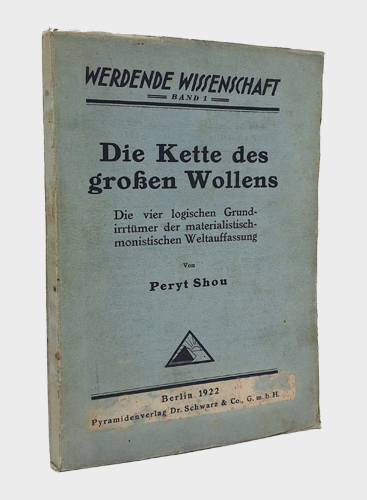 WERDENDE WISSENSCHAFT
BAND 1
Die Kette des
großen Wollens
Die vier logischen Grund-
irrtümer der materialistisch-
monistischen Weltauffassung
Von
Peryt Shou
Berlin 1922
Pyramidenverlag Dr. Schwarz & Co., G. m. b. H.